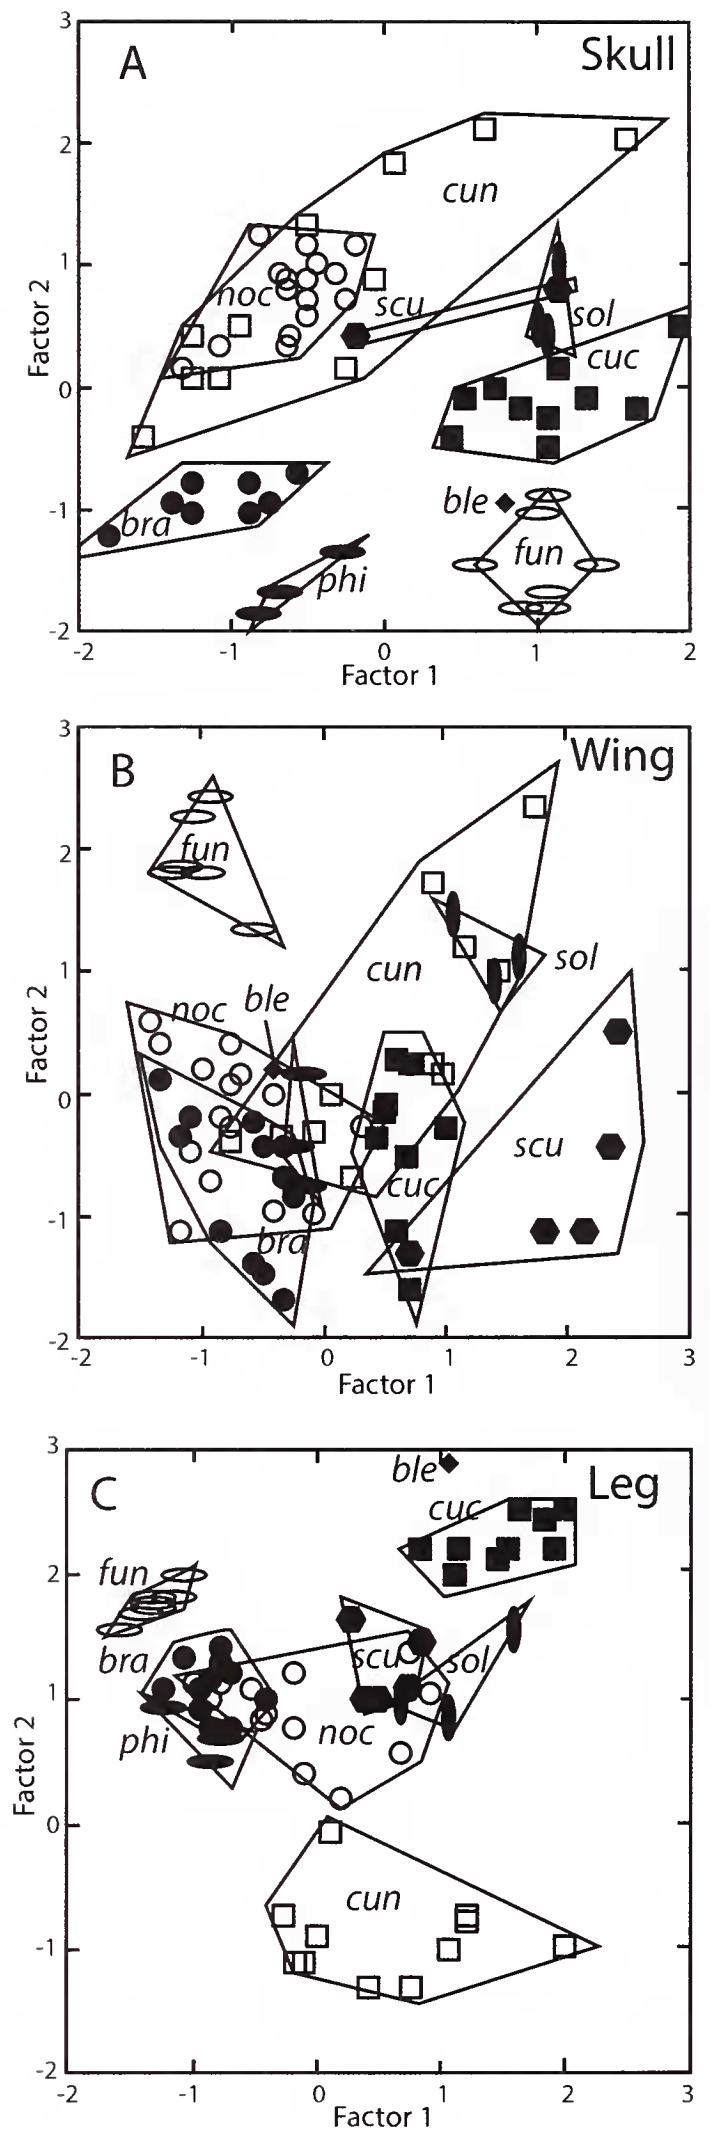 3
A
Skull
2
cun
1
noc
scu
sol
Factor 2
cuc
0
-1
bra
ble
fun
phi
-2
-2
-1
0
1
2
Factor 1
3
B
Wing
2
fun
cun
sol
1
noc
ble
Factor 2
0
scu
cuc
-1
bra
-2
-2
-1
0
1
2
3
Factor 1
3
ble
C
Leg
cuc
2
fun
bra
scu
sol
1
phi
noc
Factor 2
0
cun
-1
-2
-2
-1
0
1
2
3
Factor 1